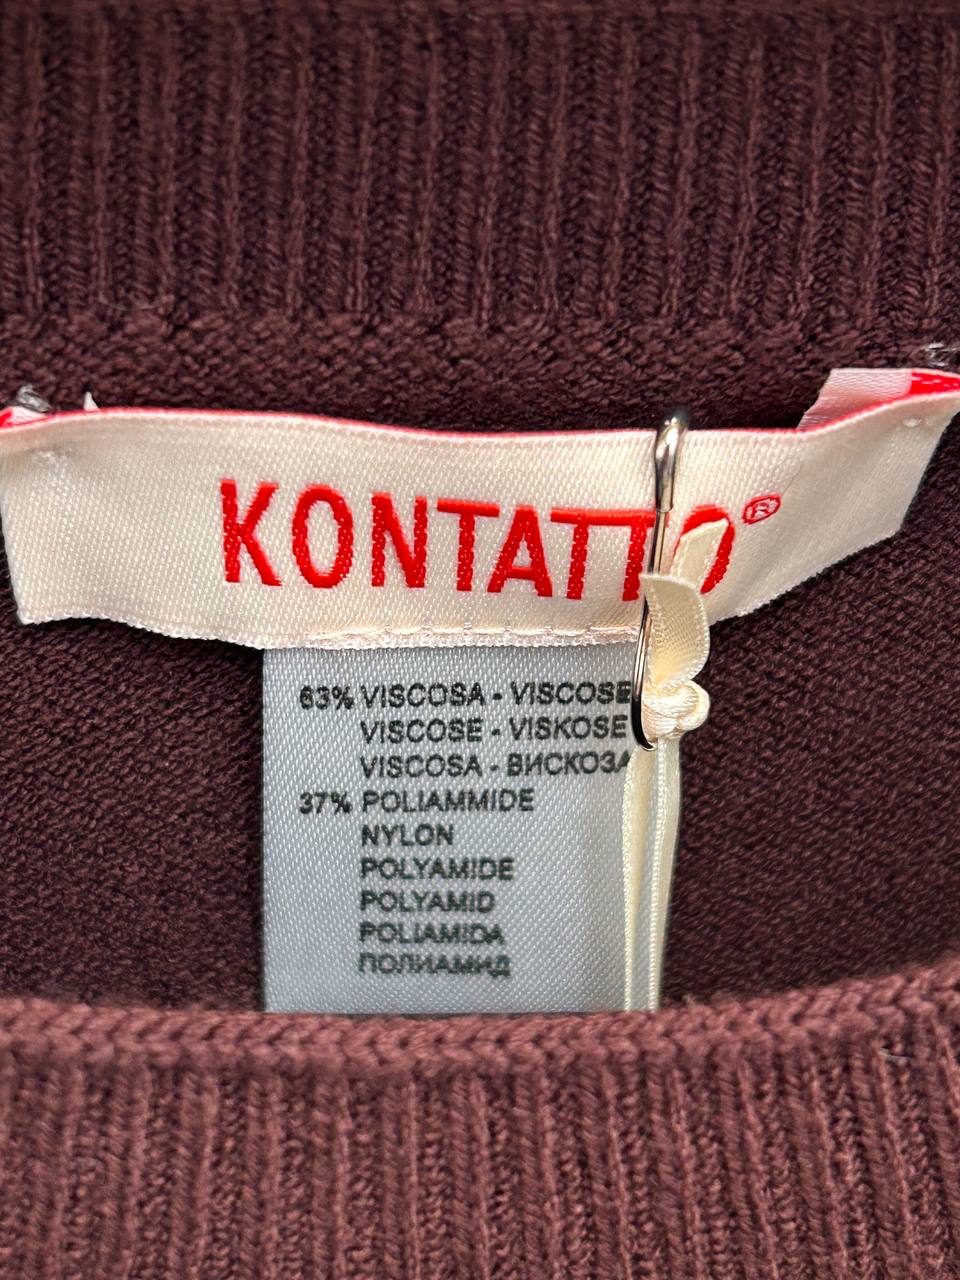 KONTATTO®
63% VISCOSA - VISCOSE
VISCOSE - VISKOSE
VISCOSA - ВИСКОЗА
37% POLIAMMIDE
NYLON
POLYAMIDE
POLYAMID
POLIAMIDA
ПОЛИАМИД